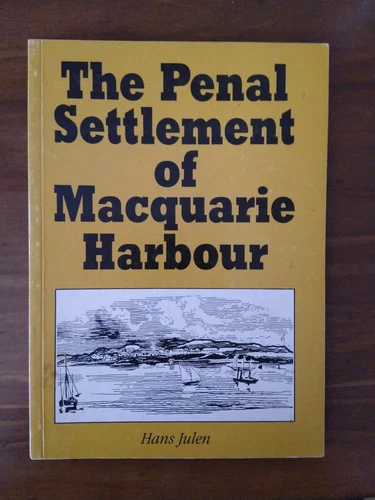 The Penal
Settlement
of
Macquarie
Harbour
Hans Julen